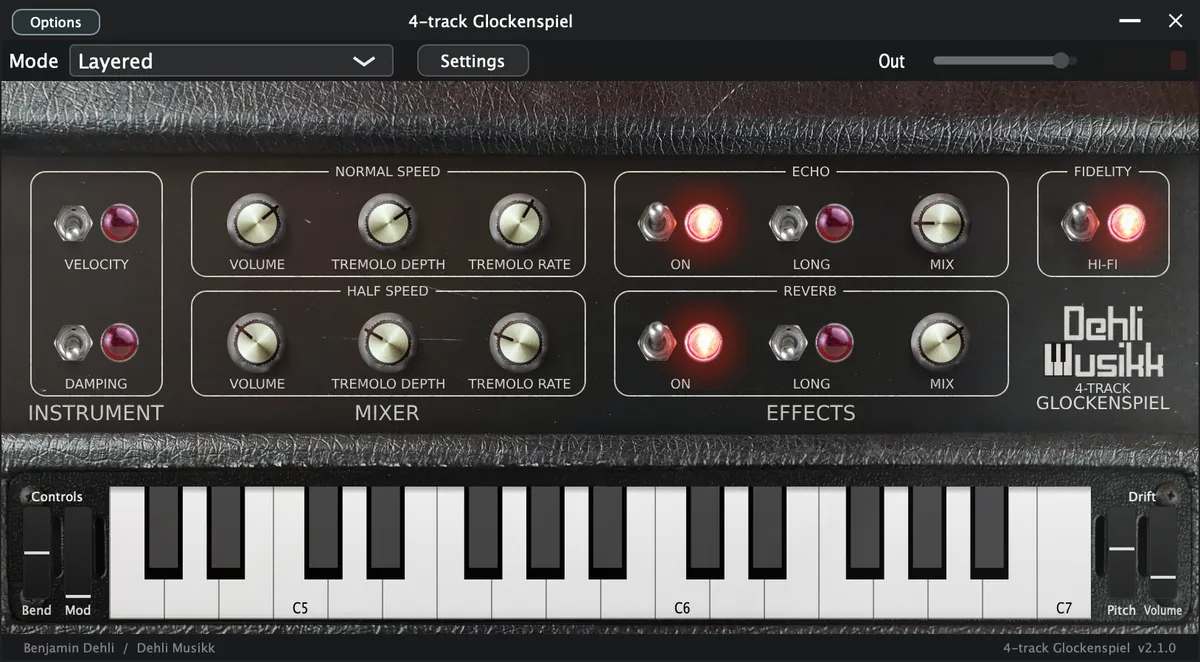 Options
4-track Glockenspiel
Mode
Layered
Settings
Out
NORMAL SPEED
ECHO
FIDELITY
VELOCITY
VOLUME
TREMOLO DEPTH
TREMOLO RATE
ON
LONG
MIX
HI-FI
HALF SPEED
REVERB
DAMPING
VOLUME
TREMOLO DEPTH
TREMOLO RATE
ON
LONG
MIX
Dehli
Musikk
4-TRACK
GLOCKENSPIEL
INSTRUMENT
MIXER
EFFECTS
Controls
Drift
C5
C6
C7
Bend
Mod
Pitch
Volume
Benjamin Dehli / Dehli Musikk
4-track Glockenspiel v2.1.0